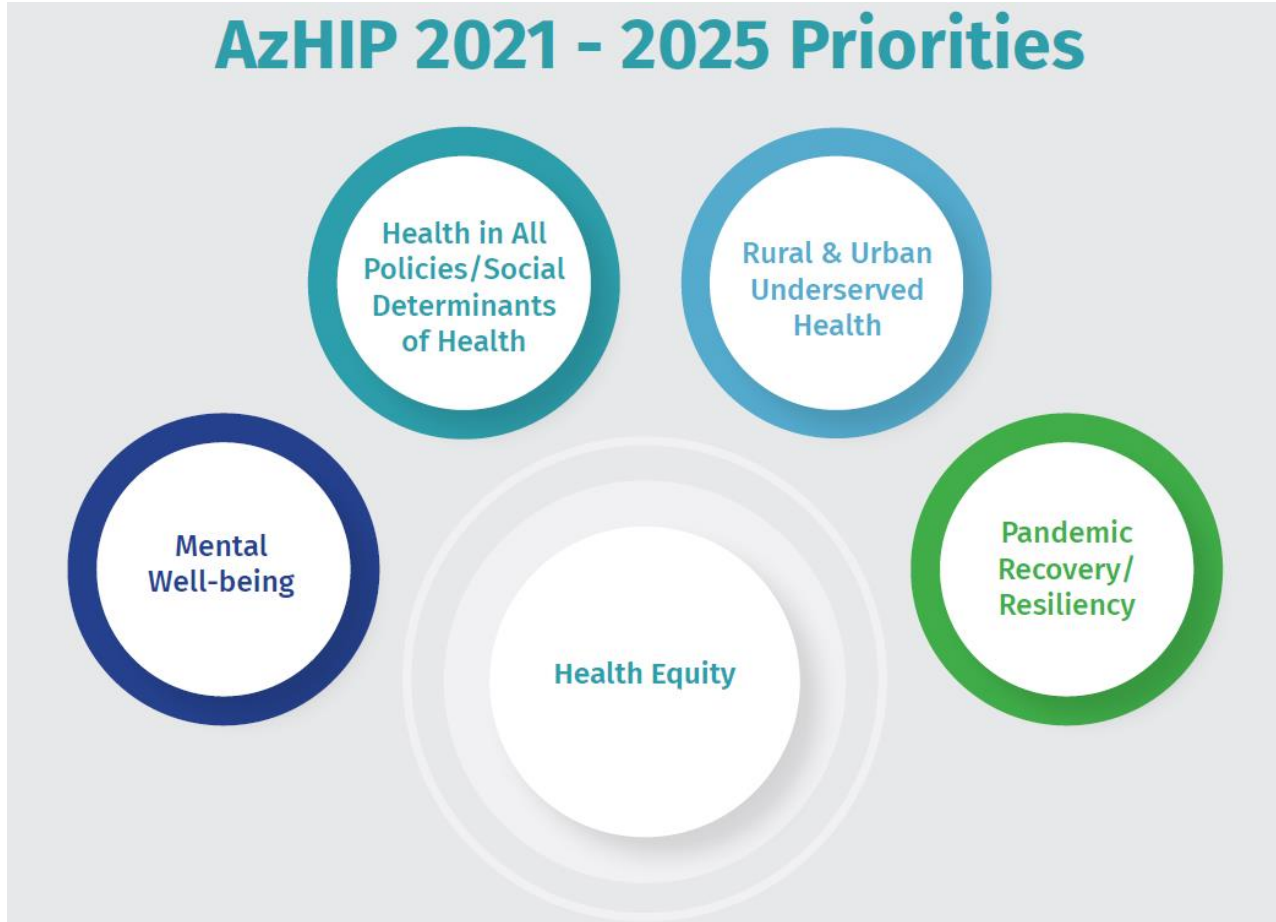 AzHIP 2021 - 2025 Priorities
Health in All
Policies/Social
Determinants
of Health
Rural & Urban
Underserved
Health
Mental
Well-being
Pandemic
Recovery/
Resiliency
Health Equity